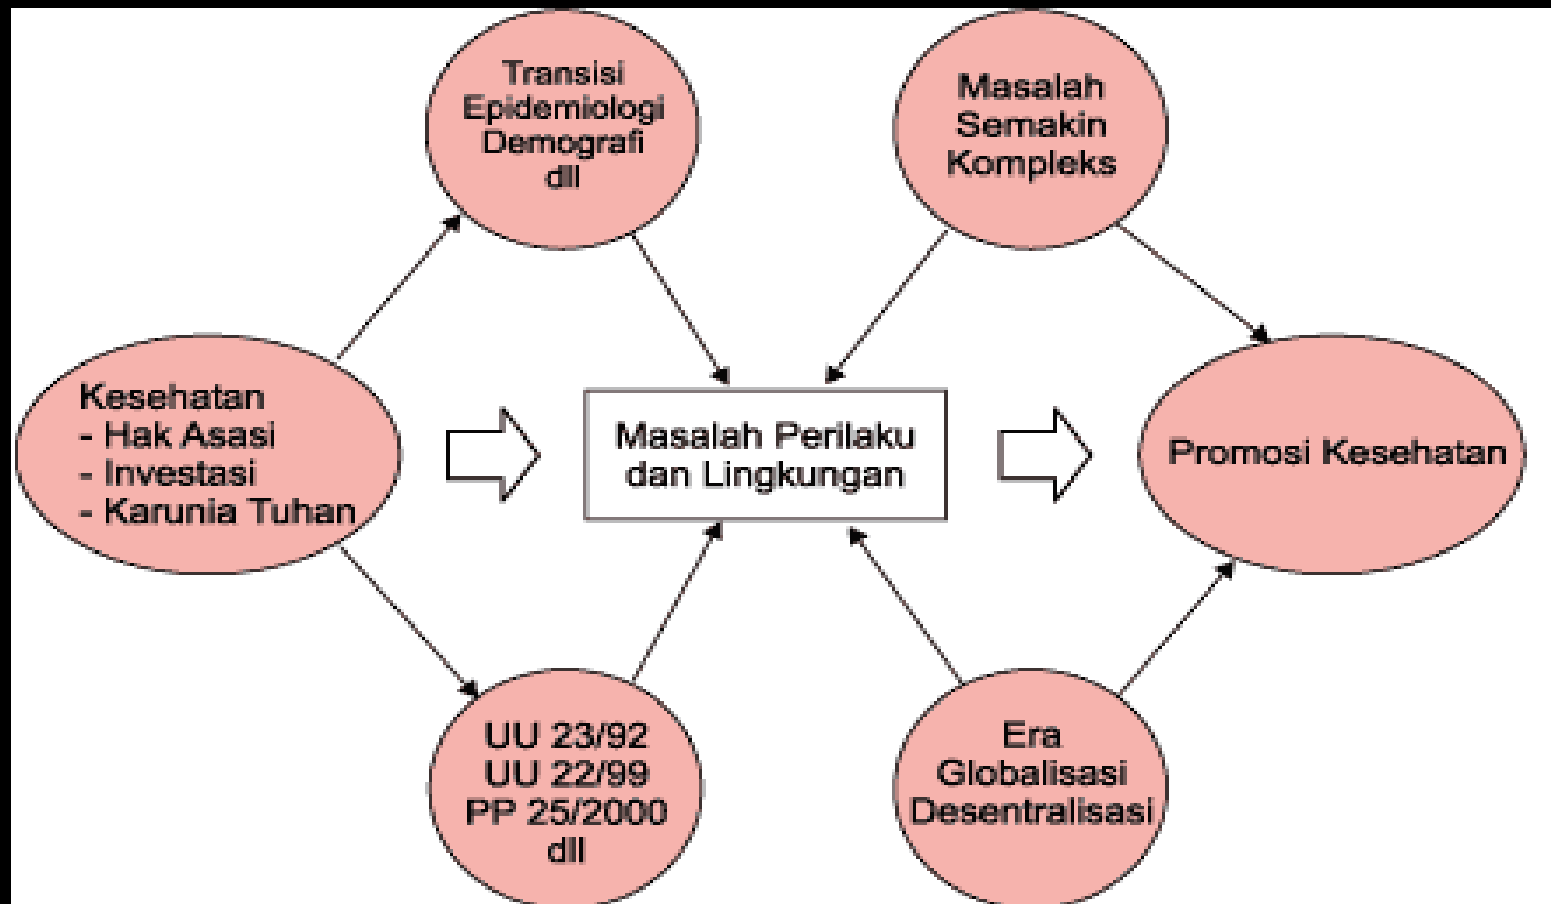 Transisi
Epidemiologi
Demografi
dll
Masalah
Semakin
Kompleks
Kesehatan
- Hak Asasi
- Investasi
- Karunia Tuhan
Masalah Perilaku
dan Lingkungan
Promosi Kesehatan
UU 23/92
UU 22/99
PP 25/2000
dll
Era
Globalisasi
Desentralisasi